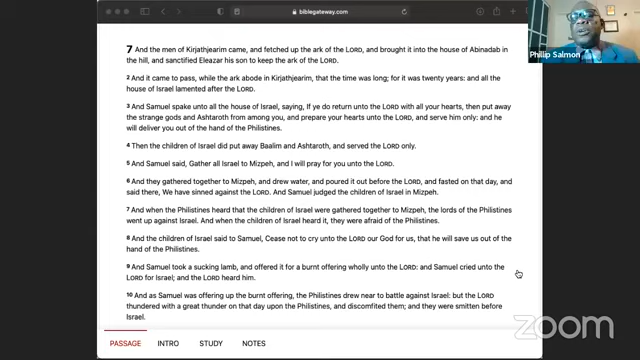 biblegateway.com
7 And the men of Kirjathjearim came, and fetched up the ark of the LORD, and brought it into the house of Abinadab in
the hill, and sanctified Eleazar his son to keep the ark of the LORD.
2 And it came to pass, while the ark abode in Kirjathjearim, that the time was long; for it was twenty years: and all the
house of Israel lamented after the LORD.
3 And Samuel spake unto all the house of Israel, saying, If ye do return unto the LORD with all your hearts, then put away
the strange gods and Ashtaroth from among you, and prepare your hearts unto the LORD, and serve him only: and he
will deliver you out of the hand of the Philistines.
4 Then the children of Israel did put away Baalim and Ashtaroth, and served the LORD only.
5 And Samuel said, Gather all Israel to Mizpeh, and I will pray for you unto the LORD.
6 And they gathered together to Mizpeh, and drew water, and poured it out before the LORD, and fasted on that day, and
said there, We have sinned against the LORD. And Samuel judged the children of Israel in Mizpeh.
7 And when the Philistines heard that the children of Israel were gathered together to Mizpeh, the lords of the Philistines
went up against Israel. And when the children of Israel heard it, they were afraid of the Philistines.
8 And the children of Israel said to Samuel, Cease not to cry unto the LORD our God for us, that he will save us out of the
hand of the Philistines.
9 And Samuel took a sucking lamb, and offered it for a burnt offering wholly unto the LORD: and Samuel cried unto the
LORD for Israel; and the LORD heard him.
10 And as Samuel was offering up the burnt offering, the Philistines drew near to battle against Israel: but the LORD
thundered with a great thunder on that day upon the Philistines, and discomfited them; and they were smitten before
Israel.
PASSAGE INTRO STUDY NOTES
Phillip Salmon
zoom